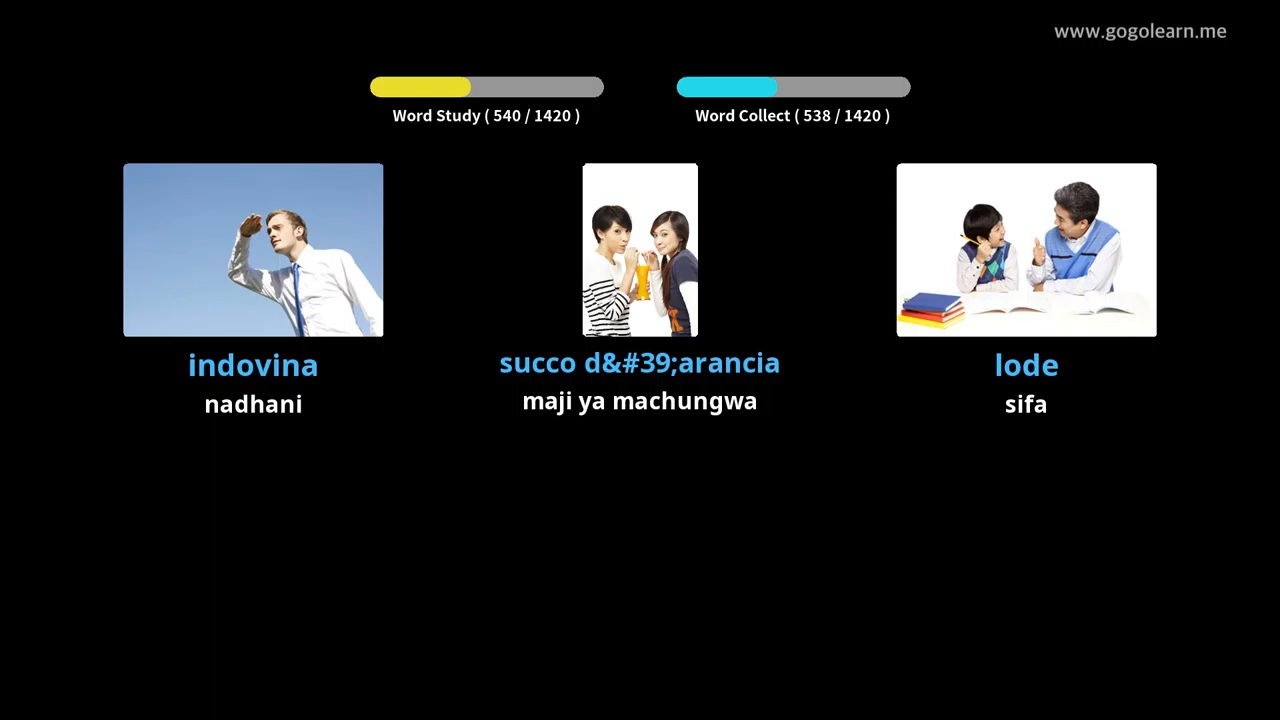 www.gogolearn.me
Word Study ( 540 / 1420 )
Word Collect ( 538 / 1420 )
indovina
succo d&#39;arancia
lode
nadhani
maji ya machungwa
sifa